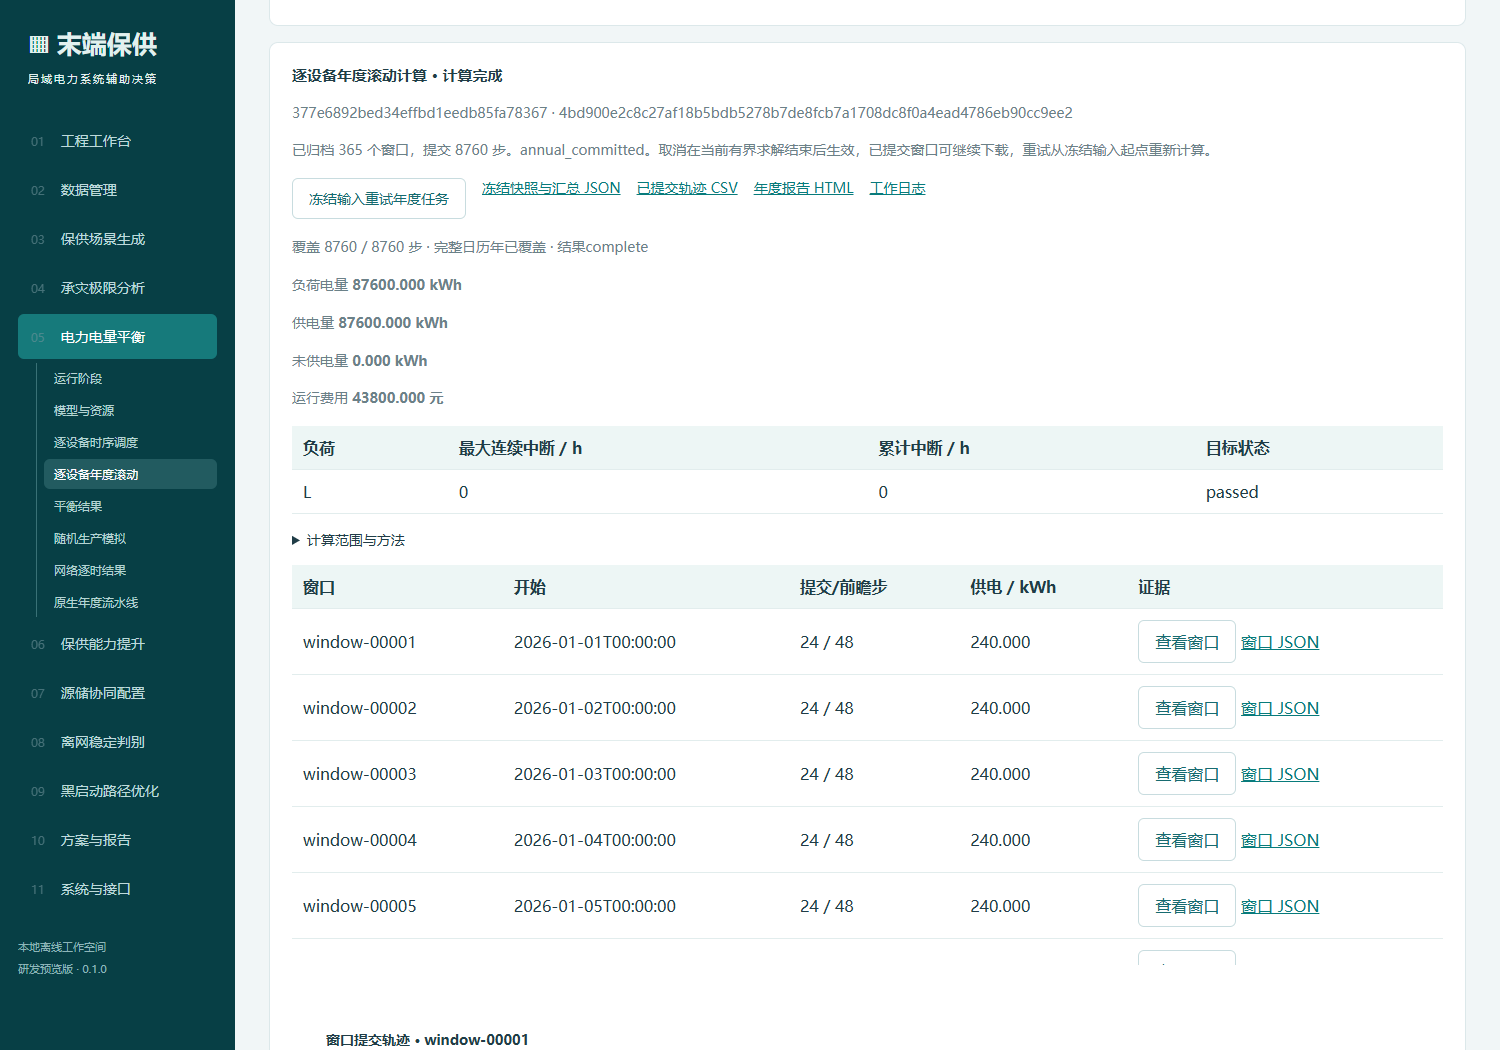 末端保供
局域电力系统辅助决策
01 工程工作台
02 数据管理
03 保供场景生成
04 承灾极限分析
05 电力电量平衡
运行阶段
模型与资源
逐设备时序调度
逐设备年度滚动
平衡结果
随机生产模拟
网络逐时结果
原生年度流水线
06 保供能力提升
07 源储协同配置
08 离网稳定判别
09 黑启动路径优化
10 方案与报告
11 系统与接口
本地离线工作空间
研发预览版 · 0.1.0
逐设备年度滚动计算 • 计算完成
377e6892bed34effbd1eedb85fa78367 · 4bd900e2c8c27af18b5bdb5278b7de8fcb7a1708dc8f0a4ead4786eb90cc9ee2
已归档 365 个窗口，提交 8760 步。annual_committed。取消在当前有界求解结束后生效，已提交窗口可继续下载，重试从冻结输入起点重新计算。
冻结输入重试年度任务 冻结快照与汇总 JSON 已提交轨迹 CSV 年度报告 HTML 工作日志
覆盖 8760 / 8760 步 · 完整日历年已覆盖 · 结果complete
负荷电量 87600.000 kWh
供电量 87600.000 kWh
未供电量 0.000 kWh
运行费用 43800.000 元
负荷 最大连续中断 / h 累计中断 / h 目标状态
L 0 0 passed
▶ 计算范围与方法
窗口 开始 提交/前瞻步 供电 / kWh 证据
window-00001 2026-01-01T00:00:00 24 / 48 240.000 查看窗口 窗口 JSON
window-00002 2026-01-02T00:00:00 24 / 48 240.000 查看窗口 窗口 JSON
window-00003 2026-01-03T00:00:00 24 / 48 240.000 查看窗口 窗口 JSON
window-00004 2026-01-04T00:00:00 24 / 48 240.000 查看窗口 窗口 JSON
window-00005 2026-01-05T00:00:00 24 / 48 240.000 查看窗口 窗口 JSON
窗口提交轨迹 • window-00001